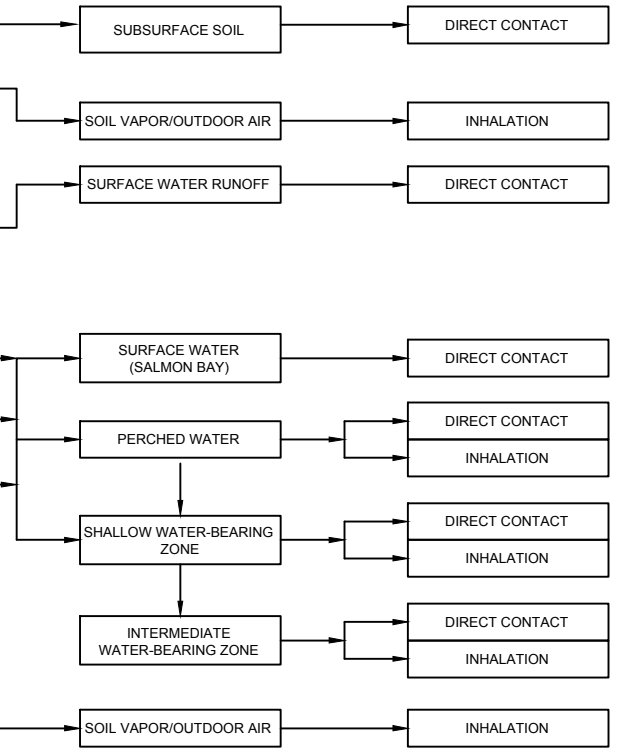 SUBSURFACE SOIL
DIRECT CONTACT
SOIL VAPOR/OUTDOOR AIR
INHALATION
SURFACE WATER RUNOFF
DIRECT CONTACT
SURFACE WATER
(SALMON BAY)
DIRECT CONTACT
PERCHED WATER
DIRECT CONTACT
INHALATION
SHALLOW WATER-BEARING
ZONE
DIRECT CONTACT
INHALATION
INTERMEDIATE
WATER-BEARING ZONE
DIRECT CONTACT
INHALATION
SOIL VAPOR/OUTDOOR AIR
INHALATION